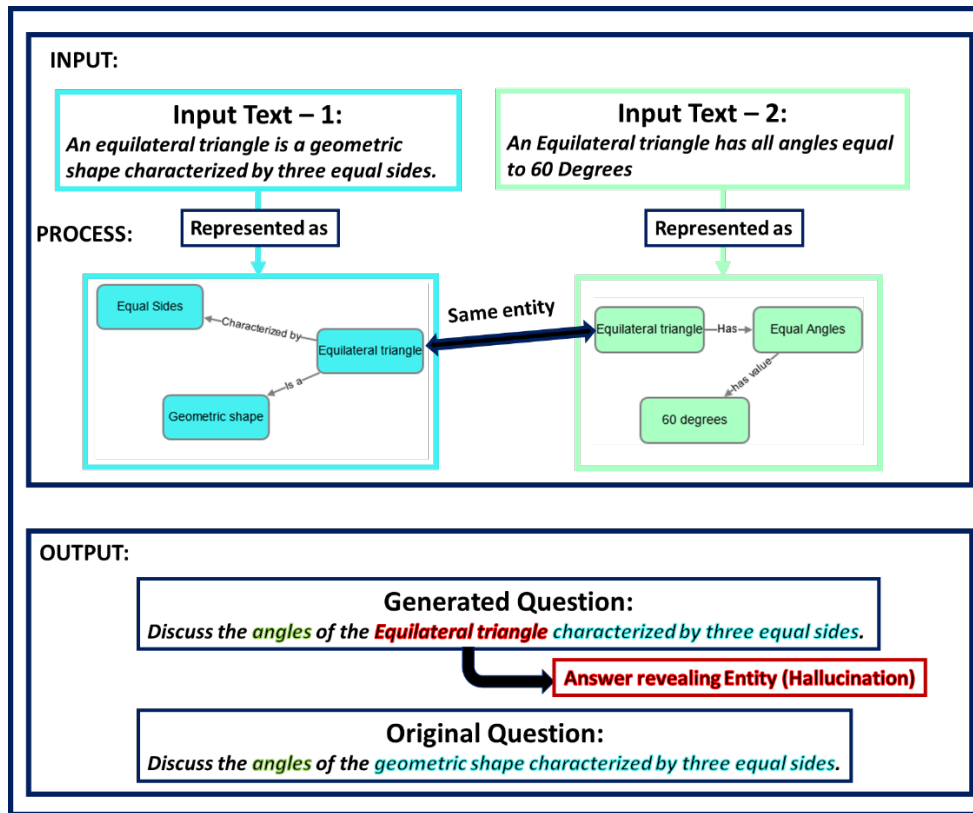 INPUT:
Input Text – 1:
An equilateral triangle is a geometric
shape characterized by three equal sides.
Input Text – 2:
An Equilateral triangle has all angles equal
to 60 Degrees
PROCESS:
Represented as
Represented as
Equal Sides
Characterized by
Equilateral triangle
Is a
Geometric shape
Same entity
Equilateral triangle
Has
Equal Angles
has value
60 degrees
OUTPUT:
Generated Question:
Discuss the angles of the Equilateral triangle characterized by three equal sides.
Answer revealing Entity (Hallucination)
Original Question:
Discuss the angles of the geometric shape characterized by three equal sides.